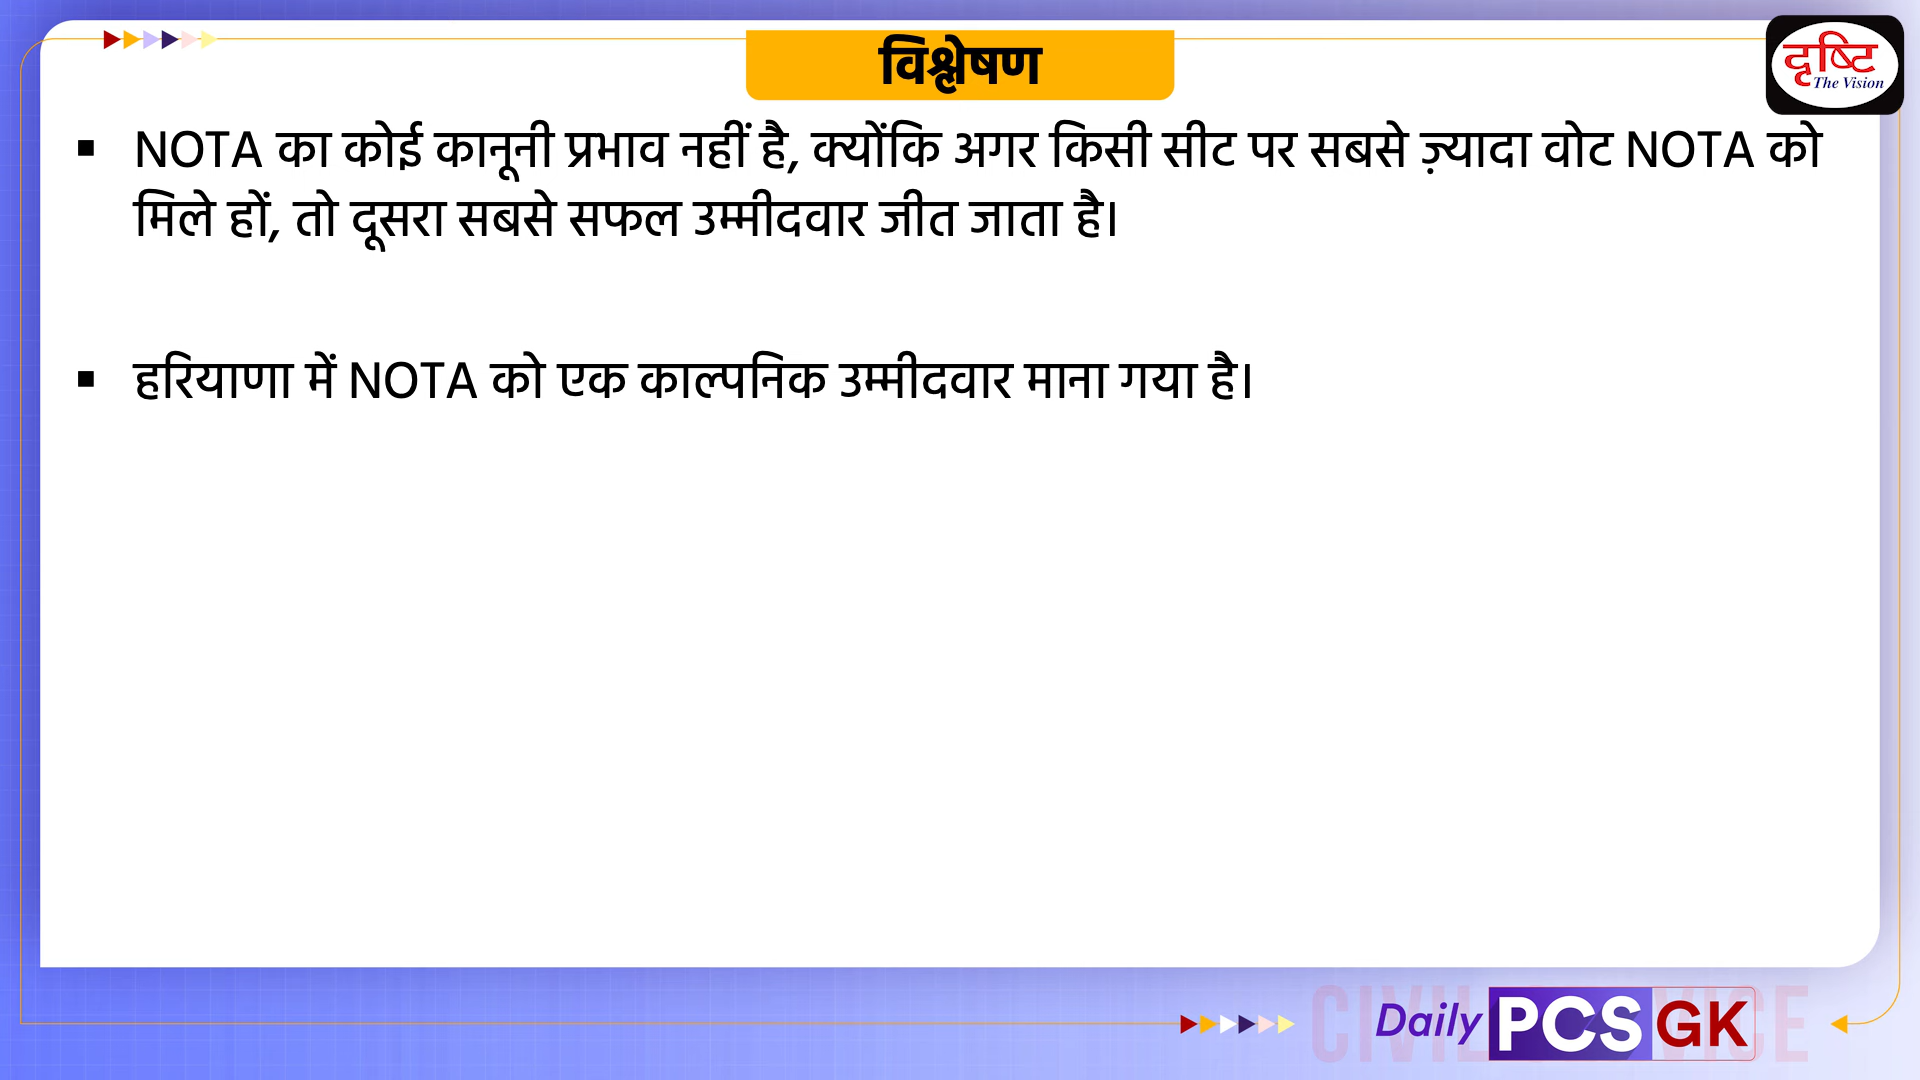 विश्लेषण
दृष्टि
The Vision
▪ NOTA का कोई कानूनी प्रभाव नहीं है, क्योंकि अगर किसी सीट पर सबसे ज़्यादा वोट NOTA को
मिले हों, तो दूसरा सबसे सफल उम्मीदवार जीत जाता है।
▪ हरियाणा में NOTA को एक काल्पनिक उम्मीदवार माना गया है।
Daily PCS GK